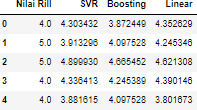 Nilai Riil SVR Boosting Linear
0 4.0 4.303432 3.872449 4.352629
1 5.0 3.913296 4.097528 4.245346
2 5.0 4.899930 4.665452 4.621308
3 4.0 4.336413 4.245389 4.390146
4 4.0 3.881615 4.097528 3.801673